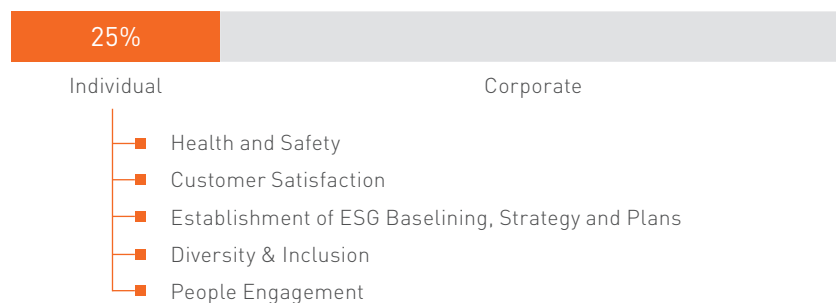 25%
Individual
Corporate
Health and Safety
Customer Satisfaction
Establishment of ESG Baselining, Strategy and Plans
Diversity & Inclusion
People Engagement